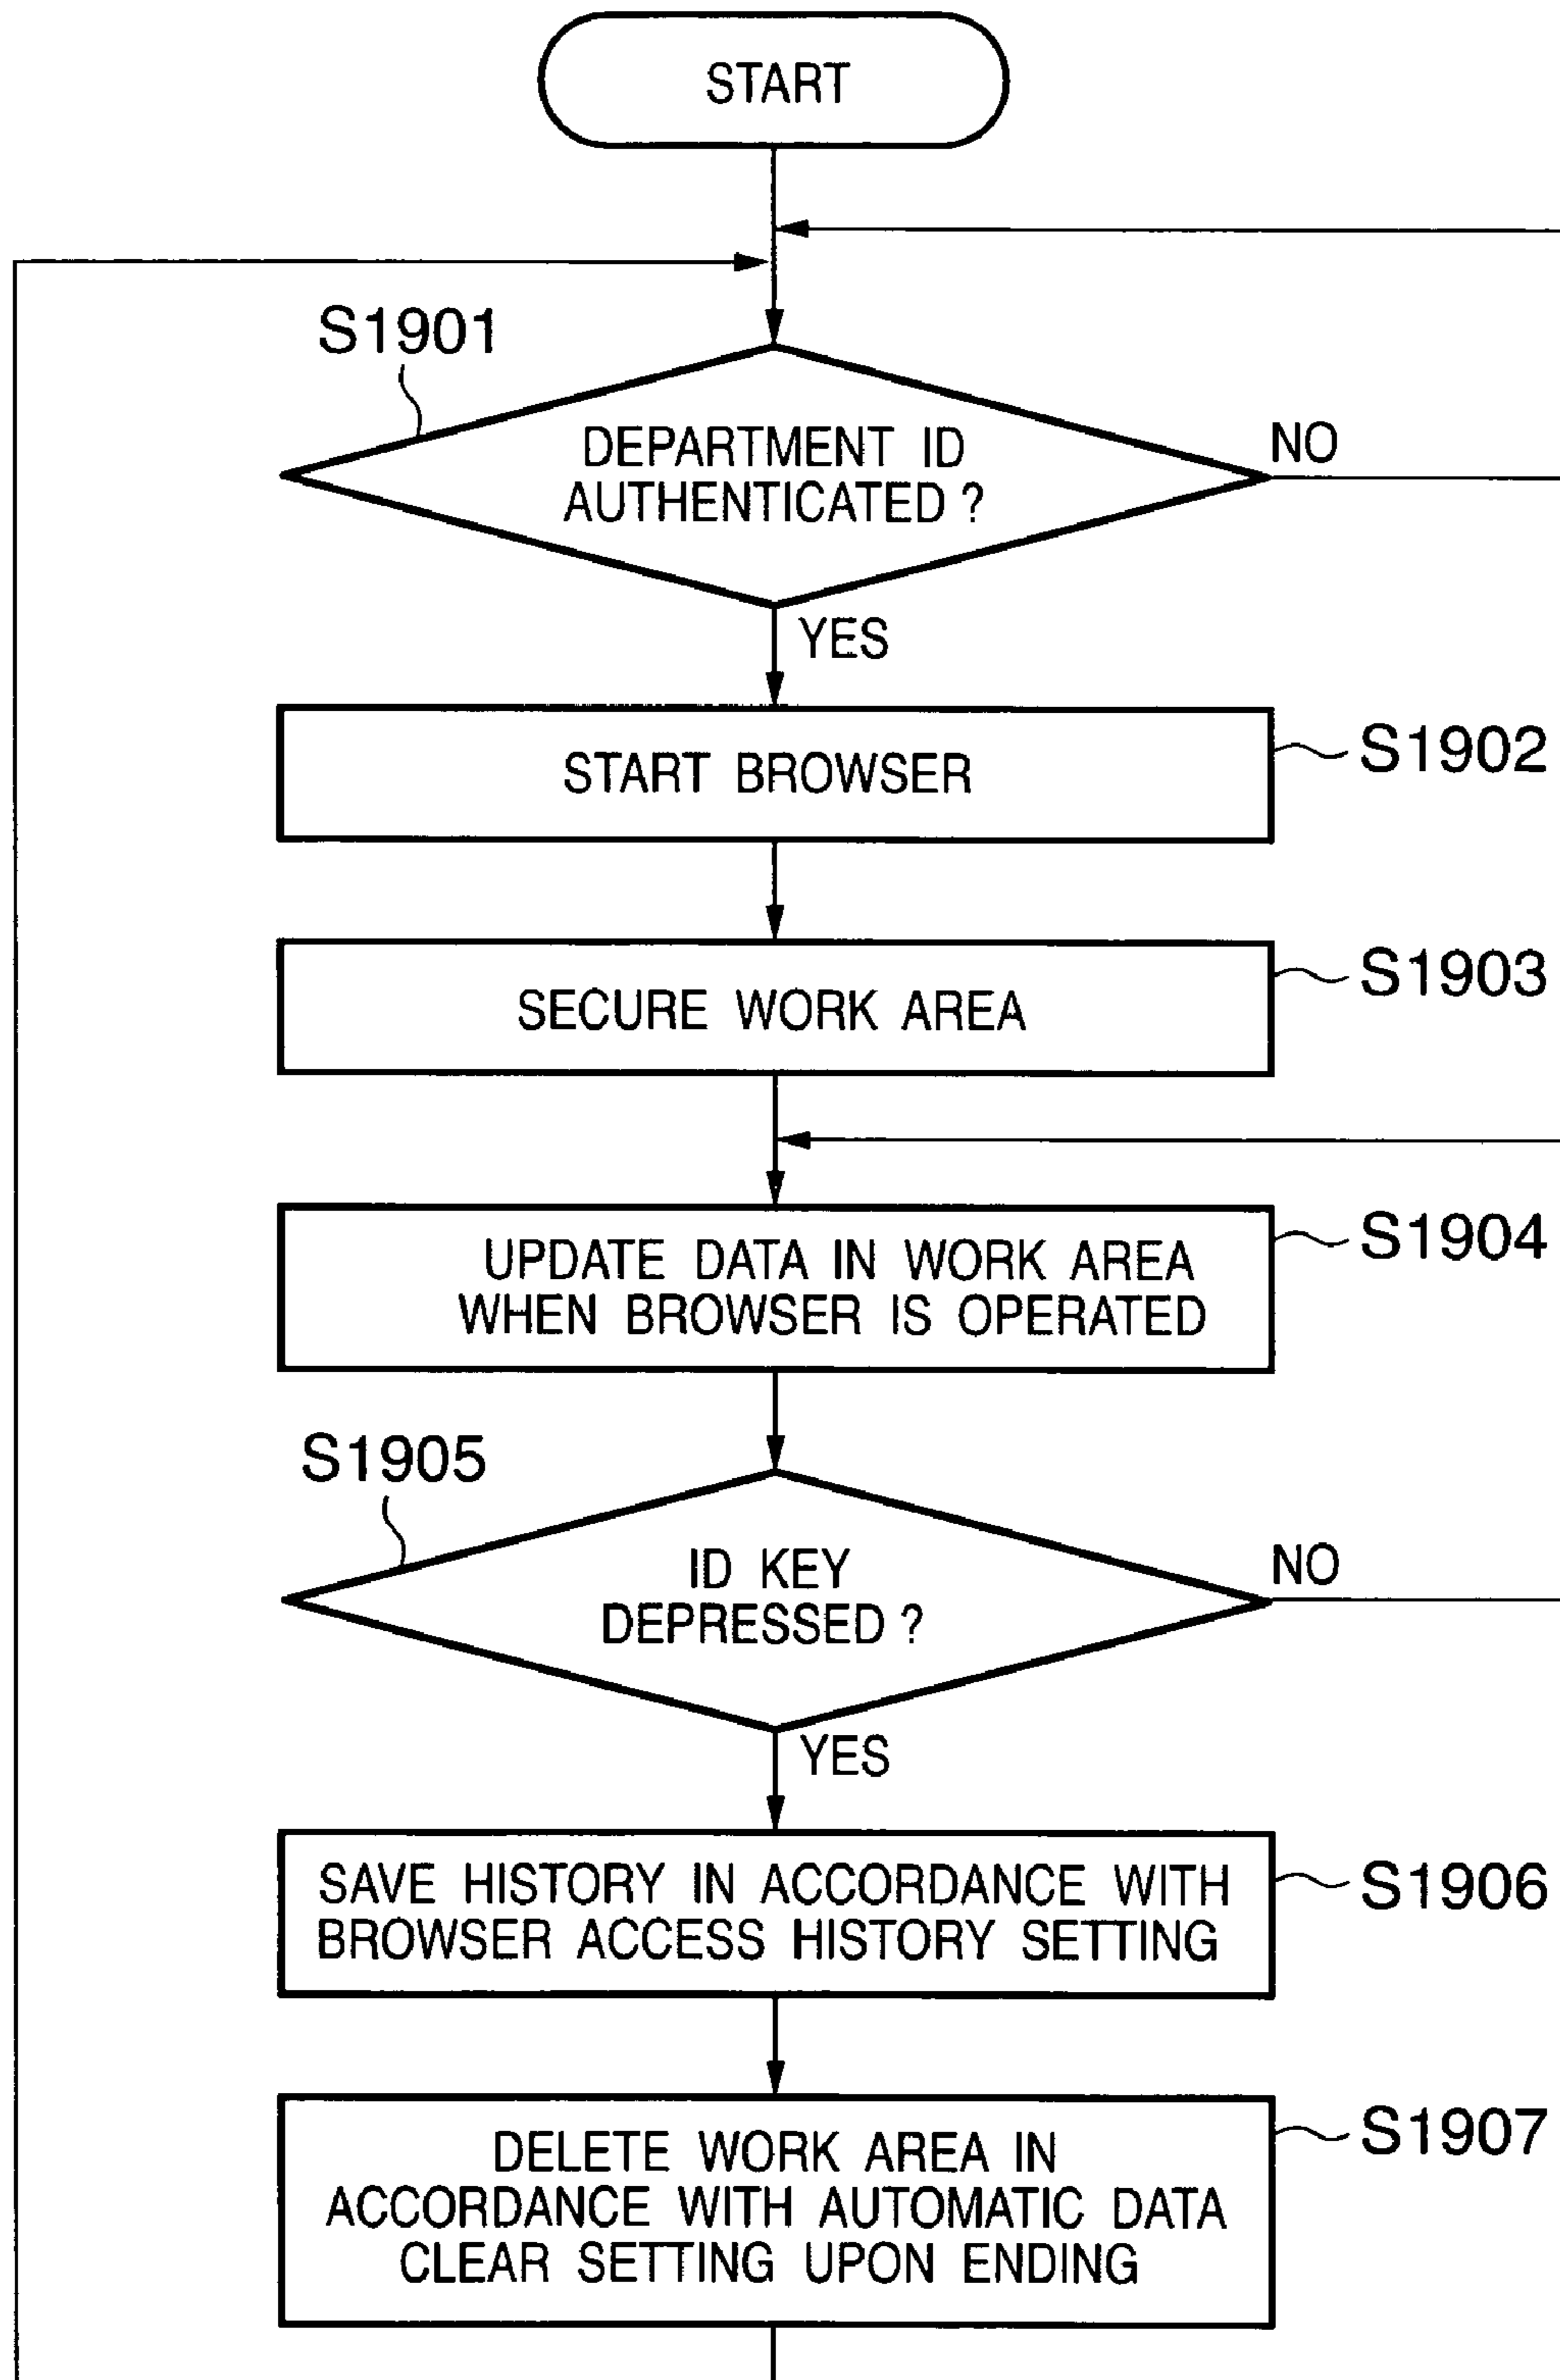 START
S1901
DEPARTMENT ID
AUTHENTICATED ?
NO
YES
START BROWSER
S1902
SECURE WORK AREA
S1903
UPDATE DATA IN WORK AREA
WHEN BROWSER IS OPERATED
S1904
S1905
ID KEY
DEPRESSED ?
NO
YES
SAVE HISTORY IN ACCORDANCE WITH
BROWSER ACCESS HISTORY SETTING
S1906
DELETE WORK AREA IN
ACCORDANCE WITH AUTOMATIC DATA
CLEAR SETTING UPON ENDING
S1907